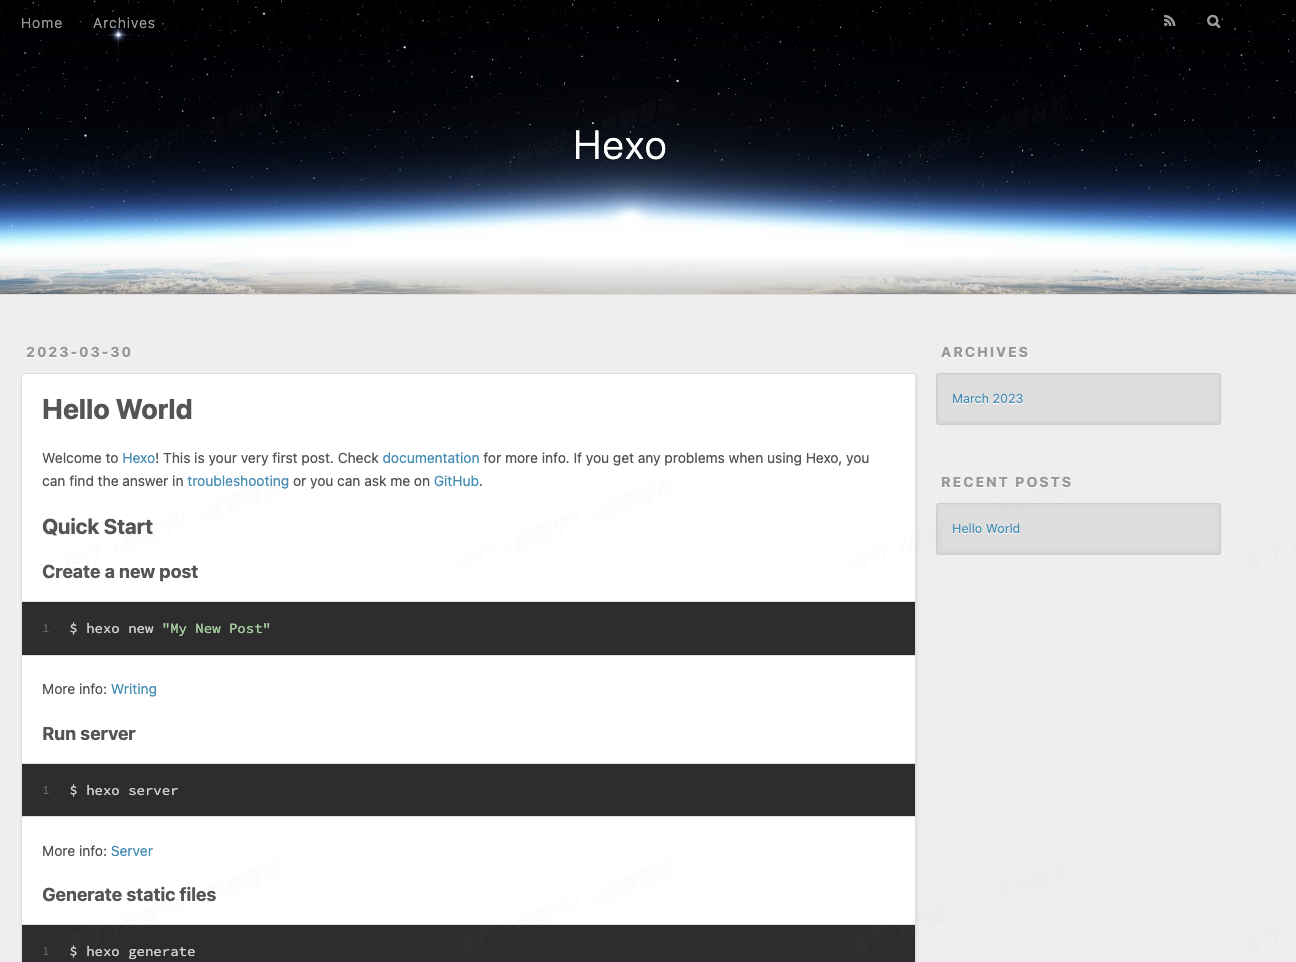 Home Archives
Hexo
2023-03-30
Hello World
Welcome to Hexo! This is your very first post. Check documentation for more info. If you get any problems when using Hexo, you
can find the answer in troubleshooting or you can ask me on GitHub.
Quick Start
Create a new post
1 $ hexo new "My New Post"
More info: Writing
Run server
1 $ hexo server
More info: Server
Generate static files
1 $ hexo generate
ARCHIVES
March 2023
RECENT POSTS
Hello World